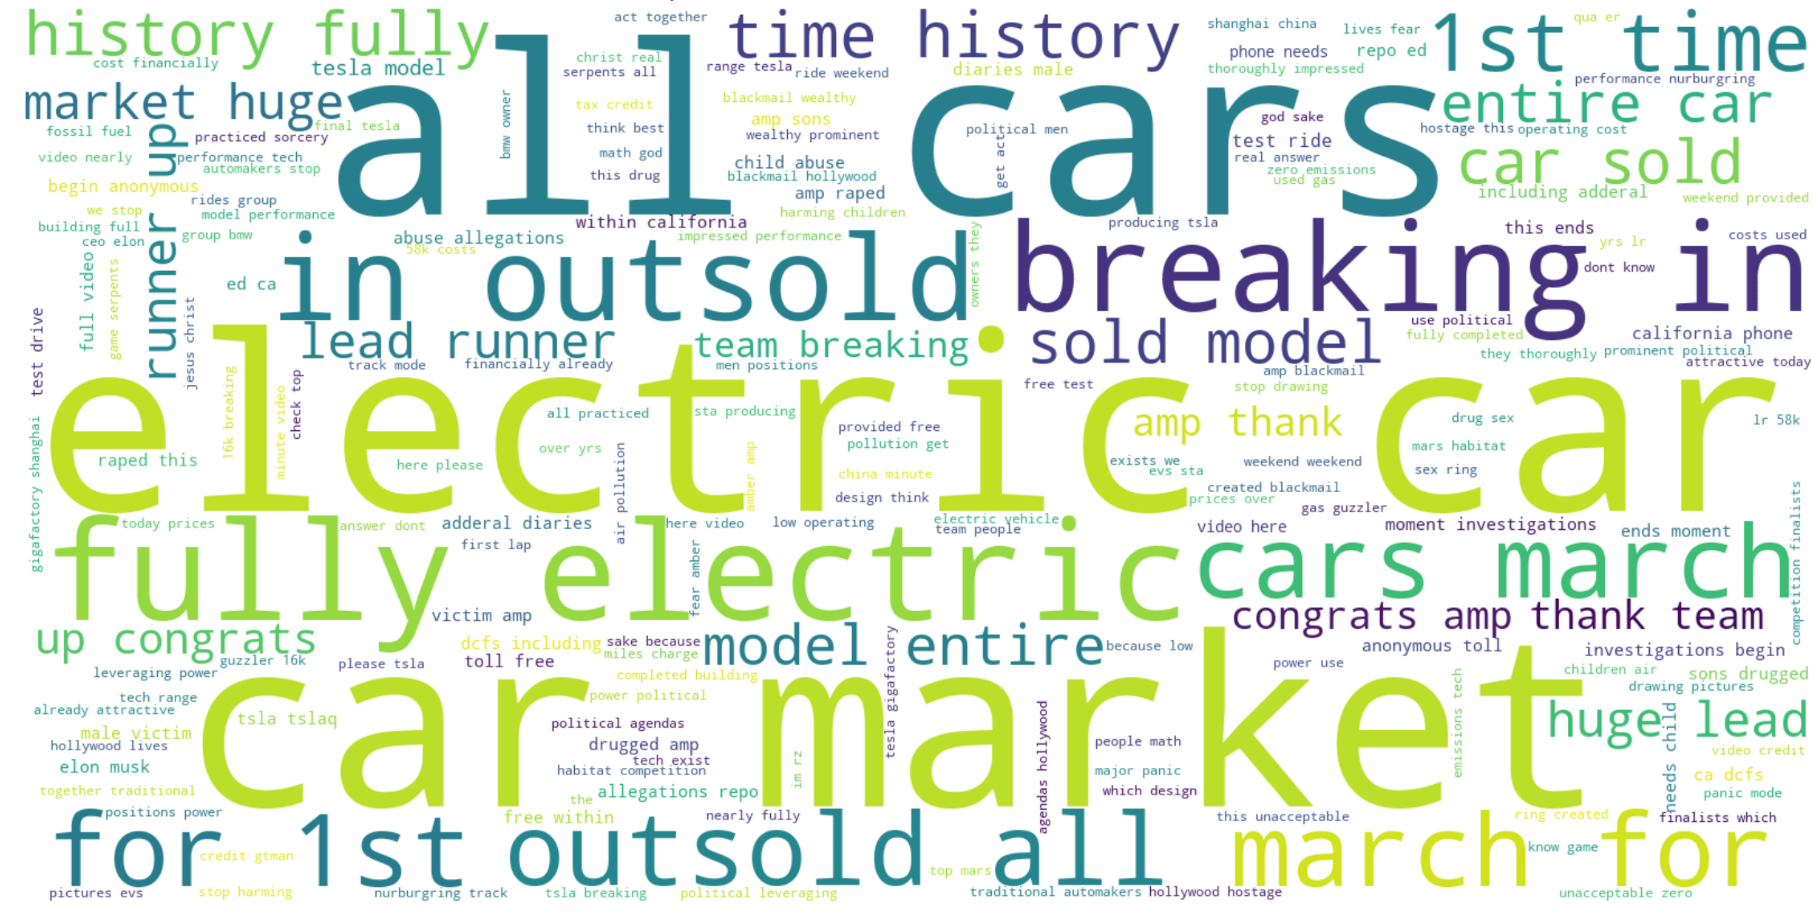 act together
history fully
time history
1st time
shanghai china
lives fear
qua er
cost financially
tesla model
christ real
serpents all
range tesla
ride weekend
diaries male
phone needs
repo ed
thoroughly impressed
performance nurburgring
market huge
all cars
entire car
bmw owner
tax credit
blackmail wealthy
amp sons
god sake
fossil fuel
final tesla
practiced sorcery
think best
wealthy prominent
political men
test ride
hostage this
operating cost
video nearly
performance tech
automakers stop
math god
child abuse
get act
real answer
car sold
begin anonymous
this drug
blackmail hollywood
zero emissions
used gas
runner up
rides group
amp raped
including adderal
weekend provided
we stop
model performance
harming children
building full
group bmw
within california
producing tsla
this ends
ceo elon
abuse allegations
impressed performance
58k costs
yrs lr
costs used
in outsold
breaking in
owners they
dont know
full video
game serpents
ed ca
jesus christ
test drive
lead runner
team breaking
sold model
use political
fully completed
california phone
they thoroughly
prominent political
attractive today
track mode
financially already
men positions
amp blackmail
free test
stop drawing
electric car
16k breaking
minute video
check top
all practiced
sta producing
amp thank
drug sex
lr 58k
provided free
pollution get
mars habitat
gigafactory shanghai
raped this
here please
over yrs
air pollution
amber amp
china minute
exists we
evs sta
weekend weekend
sex ring
design think
created blackmail
prices over
gas guzzler
today prices
answer dont
adderal diaries
here video
low operating
electric vehicle
team people
video here
moment investigations
ends moment
competition finalists
first lap
fully electric
cars march
fear amber
victim amp
congrats amp
thank team
up congrats
dcfs including
sake because
miles charge
model entire
because low
anonymous toll
investigations begin
guzzler 16k
please tsla
toll free
leveraging power
completed building
tesla gigafactory
power use
children air
sons drugged
drawing pictures
tech range
power political
already attractive
car market
tsla tslaq
political agendas
emissions tech
huge lead
male victim
drugged amp
people math
hollywood lives
tech exist
agendas hollywood
video credit
elon musk
habitat competition
im rz
major panic
needs child
ca dcfs
together traditional
the
allegations repo
which design
panic mode
positions power
free within
nearly fully
this unacceptable
ring created
finalists which
for 1st
outsold all
march for
credit gtman
know game
top mars
pictures evs
stop harming
nurburgring track
tsla breaking
political leveraging
traditional automakers
hollywood hostage
unacceptable zero